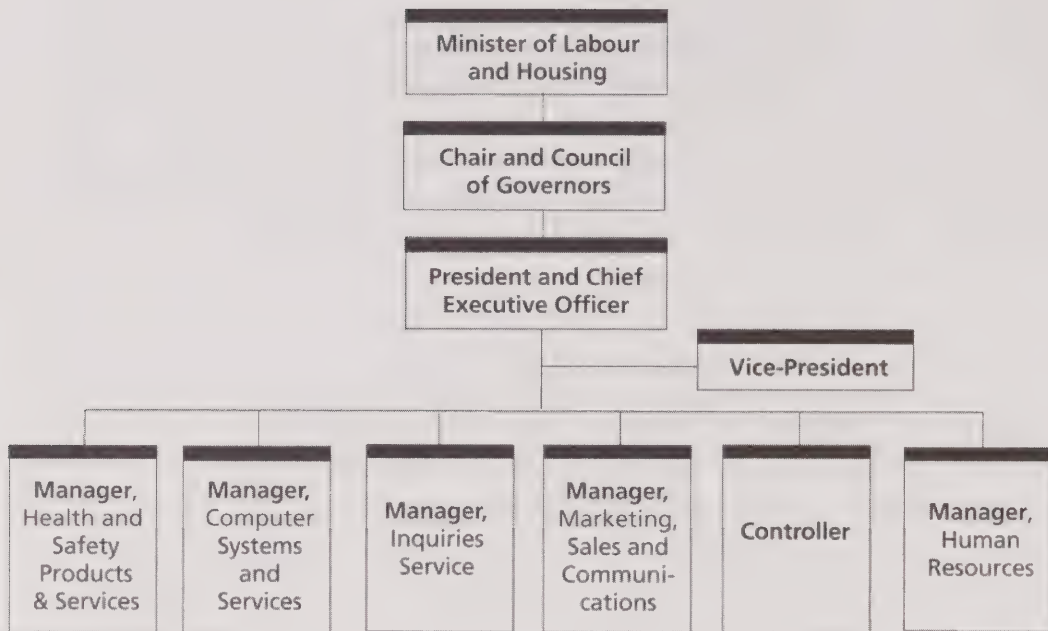 Minister of Labour
and Housing
Chair and Council
of Governors
President and Chief
Executive Officer
Vice-President
Manager,
Health and
Safety
Products
& Services
Manager,
Computer
Systems
and
Services
Manager,
Inquiries
Service
Manager,
Marketing,
Sales and
Communi-
cations
Controller
Manager,
Human
Resources